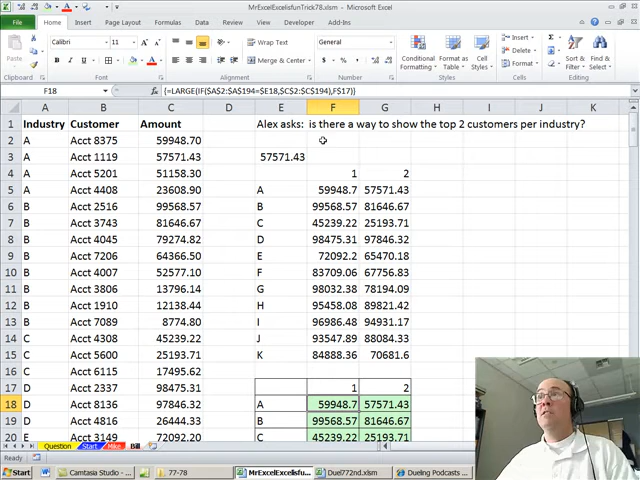 MrExcelExcelisfunTrick78.xlsm - Microsoft Excel
File Home Insert Page Layout Formulas Data Review View Developer Add-Ins
Calibri 11 Wrap Text General Insert
Paste Merge & Center Conditional Formatting Format as Table Cell Styles Delete Format Sort & Filter Find & Select
Clipboard Font Alignment Number Styles Cells Editing
F18 {=LARGE(IF($A$2:$A$194=$E18,$C$2:$C$194),F$17)}
A B C D E F G H I J K
1 Industry Customer Amount Alex asks: is there a way to show the top 2 customers per industry?
2 A Acct 8375 59948.70
3 A Acct 1119 57571.43 57571.43
4 A Acct 5201 51158.30 1 2
5 A Acct 4408 23608.90 A 59948.7 57571.43
6 B Acct 2516 99568.57 B 99568.57 81646.67
7 B Acct 3743 81646.67 C 45239.22 25193.71
8 B Acct 4045 79274.82 D 98475.31 97846.32
9 B Acct 7206 64366.50 E 72092.2 65470.18
10 B Acct 4007 52577.10 F 83709.06 67756.83
11 B Acct 3806 13796.14 G 98032.38 78194.09
12 B Acct 1910 12138.44 H 95458.08 89821.42
13 B Acct 7089 8774.80 I 96986.48 94931.17
14 C Acct 4308 45239.22 J 93547.89 88084.33
15 C Acct 5600 25193.71 K 84888.36 70681.6
16 C Acct 6113 17495.62
17 D Acct 2337 98475.31 1 2
18 D Acct 8136 97846.32 A 59948.7 57571.43
19 D Acct 4816 26444.33 B 99568.57 81646.67
20 E Acct 3149 72092.20 C 45239.22 25193.71
Question Start Mike Bill
Ready
Start Camtasia Studio - ... 77-78 MrExcelExcelisfun... Duel772nd.xlsm Dueling Podcasts ...